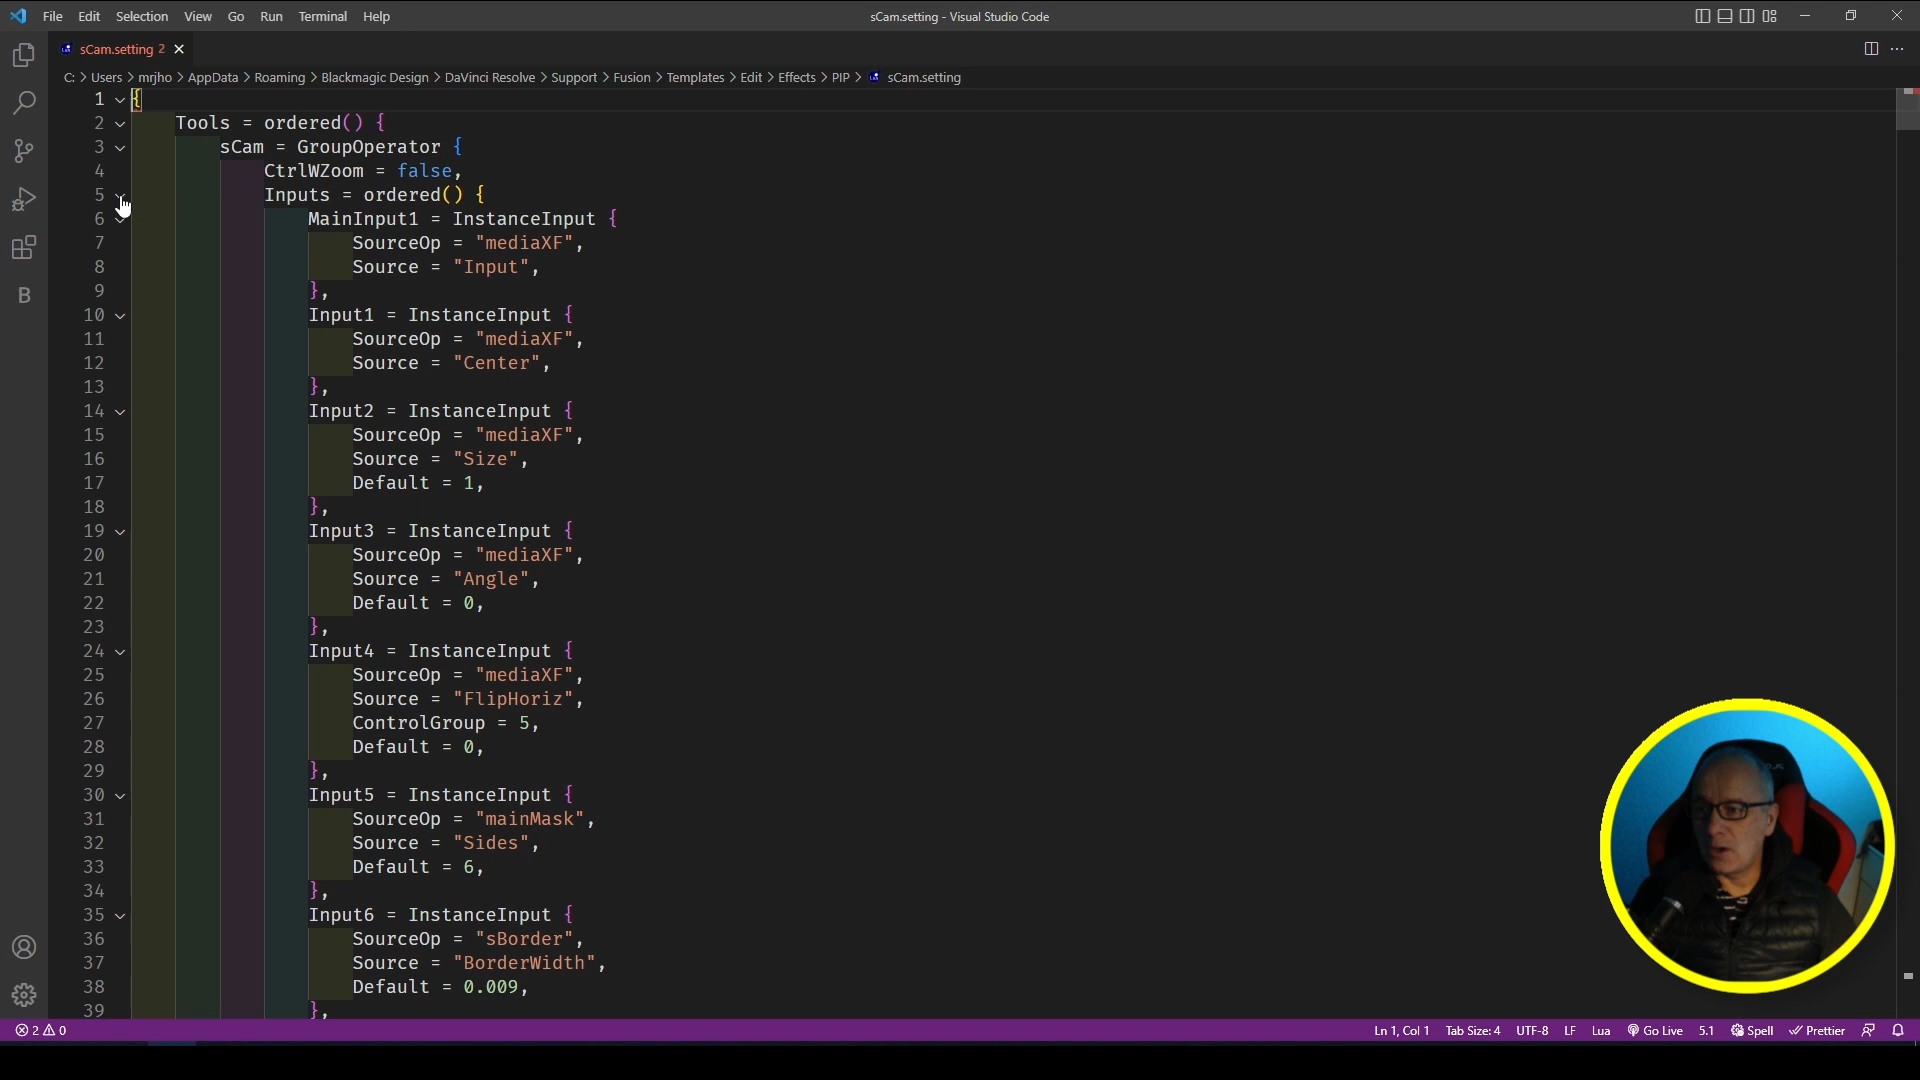 File Edit Selection View Go Run Terminal Help sCam.setting - Visual Studio Code
sCam.setting 2
C: > Users > mrjho > AppData > Roaming > Blackmagic Design > DaVinci Resolve > Support > Fusion > Templates > Edit > Effects > PIP > sCam.setting
1 {
2 Tools = ordered() {
3 sCam = GroupOperator {
4 CtrlWZoom = false,
5 Inputs = ordered() {
6 MainInput1 = InstanceInput {
7 SourceOp = "mediaXF",
8 Source = "Input",
9 },
10 Input1 = InstanceInput {
11 SourceOp = "mediaXF",
12 Source = "Center",
13 },
14 Input2 = InstanceInput {
15 SourceOp = "mediaXF",
16 Source = "Size",
17 Default = 1,
18 },
19 Input3 = InstanceInput {
20 SourceOp = "mediaXF",
21 Source = "Angle",
22 Default = 0,
23 },
24 Input4 = InstanceInput {
25 SourceOp = "mediaXF",
26 Source = "FlipHoriz",
27 ControlGroup = 5,
28 Default = 0,
29 },
30 Input5 = InstanceInput {
31 SourceOp = "mainMask",
32 Source = "Sides",
33 Default = 6,
34 },
35 Input6 = InstanceInput {
36 SourceOp = "sBorder",
37 Source = "BorderWidth",
38 Default = 0.009,
39 },
B
2 0 Ln 1, Col 1 Tab Size: 4 UTF-8 LF Lua Go Live 5.1 Spell Prettier